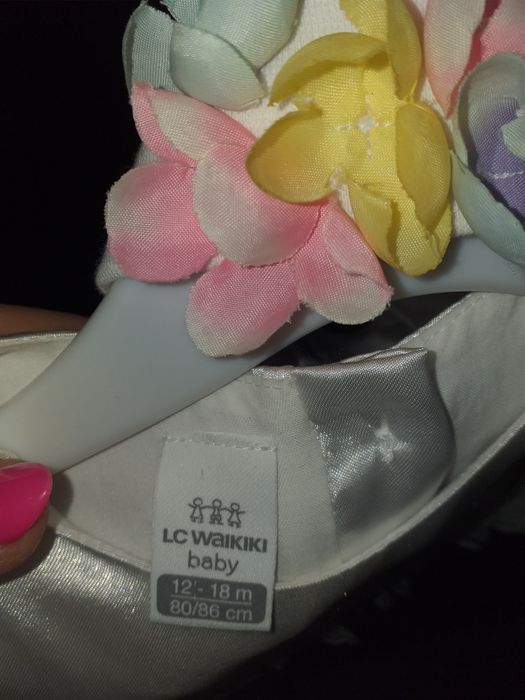 LC WAIKIKI
baby
12 - 18 m
80/86 cm